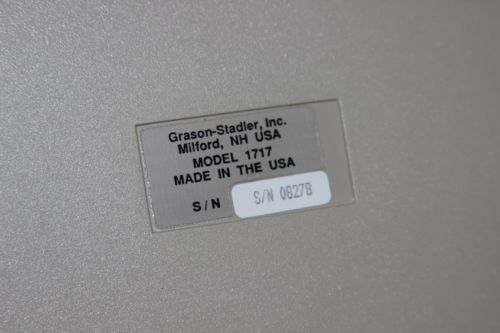 Grason-Stadler, Inc.
Milford, NH USA
MODEL 1717
MADE IN THE USA
S/N S/N 08278